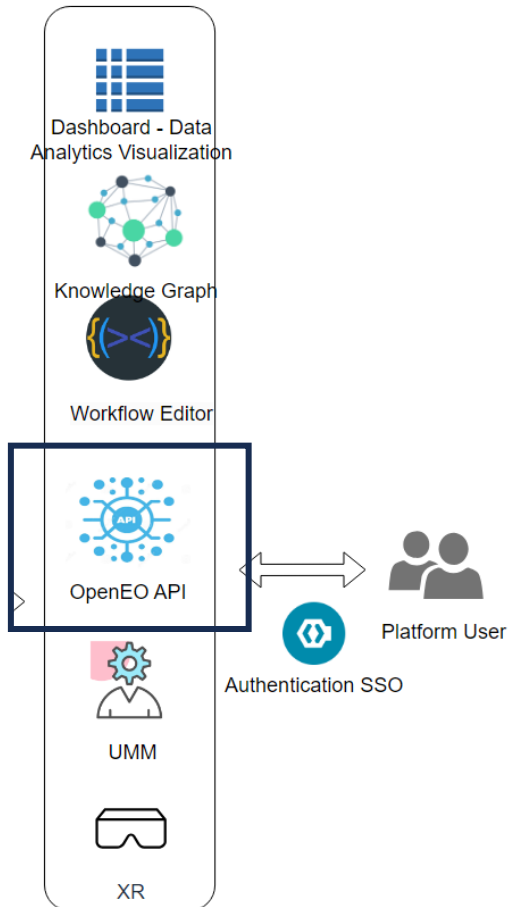 Dashboard - Data
Analytics Visualization
Knowledge Graph
{(><)}
Workflow Editor
API
OpenEO API
Platform User
Authentication SSO
UMM
XR